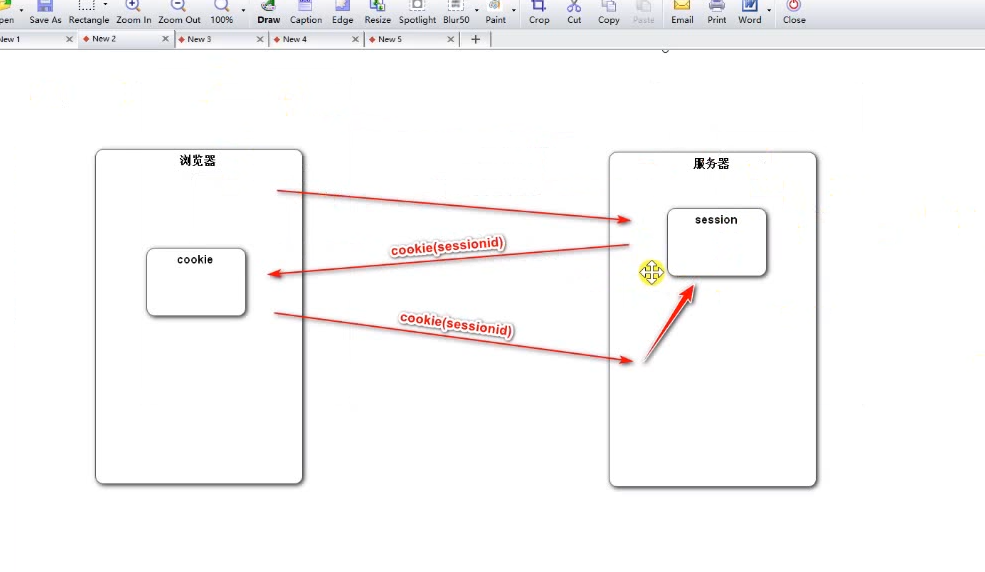 pen Save As Rectangle Zoom In Zoom Out 100% Draw Caption Edge Resize Spotlight Blur50 Paint Crop Cut Copy Paste Email Print Word Close
New 1 New 2 New 3 New 4 New 5
浏览器
服务器
session
cookie(sessionid)
cookie
cookie(sessionid)